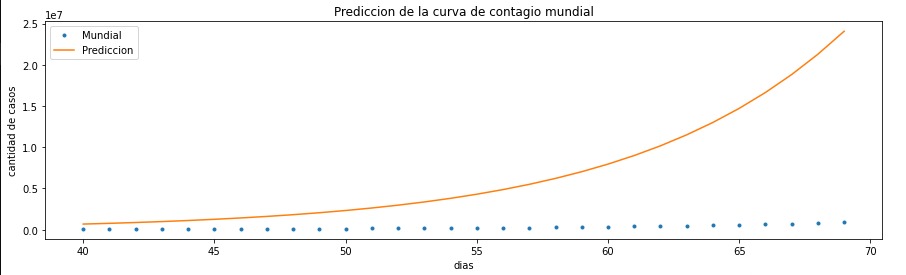 Prediccion de la curva de contagio mundial
1e7
2.5
2.0
1.5
1.0
0.5
0.0
cantidad de casos
Mundial
Prediccion
40 45 50 55 60 65 70
dias